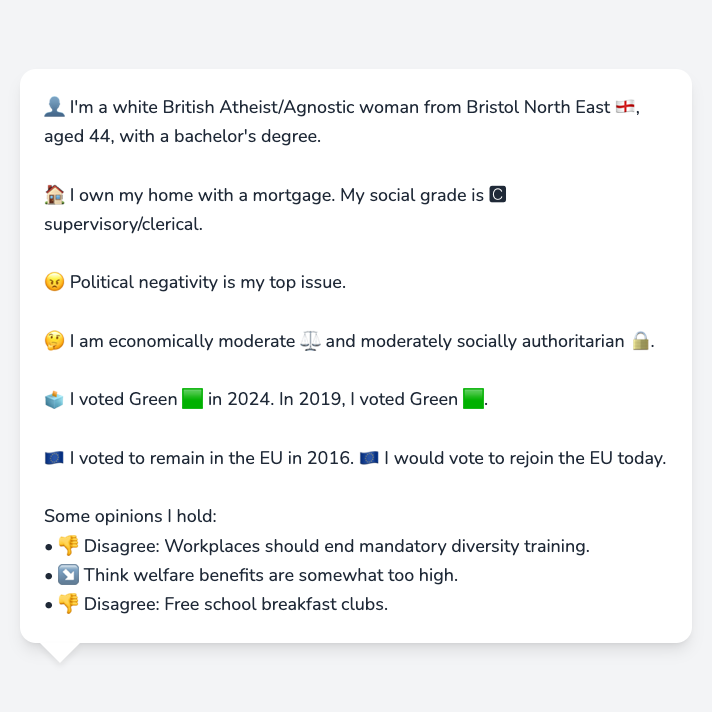 👤 I'm a white British Atheist/Agnostic woman from Bristol North East 🏴󠁧󠁢󠁥󠁮󠁧󠁿,
aged 44, with a bachelor's degree.
🏠 I own my home with a mortgage. My social grade is 🅲
supervisory/clerical.
😠 Political negativity is my top issue.
🤔 I am economically moderate ⚖️ and moderately socially authoritarian 🔒.
🗳️ I voted Green 🟩 in 2024. In 2019, I voted Green 🟩.
🇪🇺 I voted to remain in the EU in 2016. 🇪🇺 I would vote to rejoin the EU today.
Some opinions I hold:
• 👎 Disagree: Workplaces should end mandatory diversity training.
• ↘️ Think welfare benefits are somewhat too high.
• 👎 Disagree: Free school breakfast clubs.